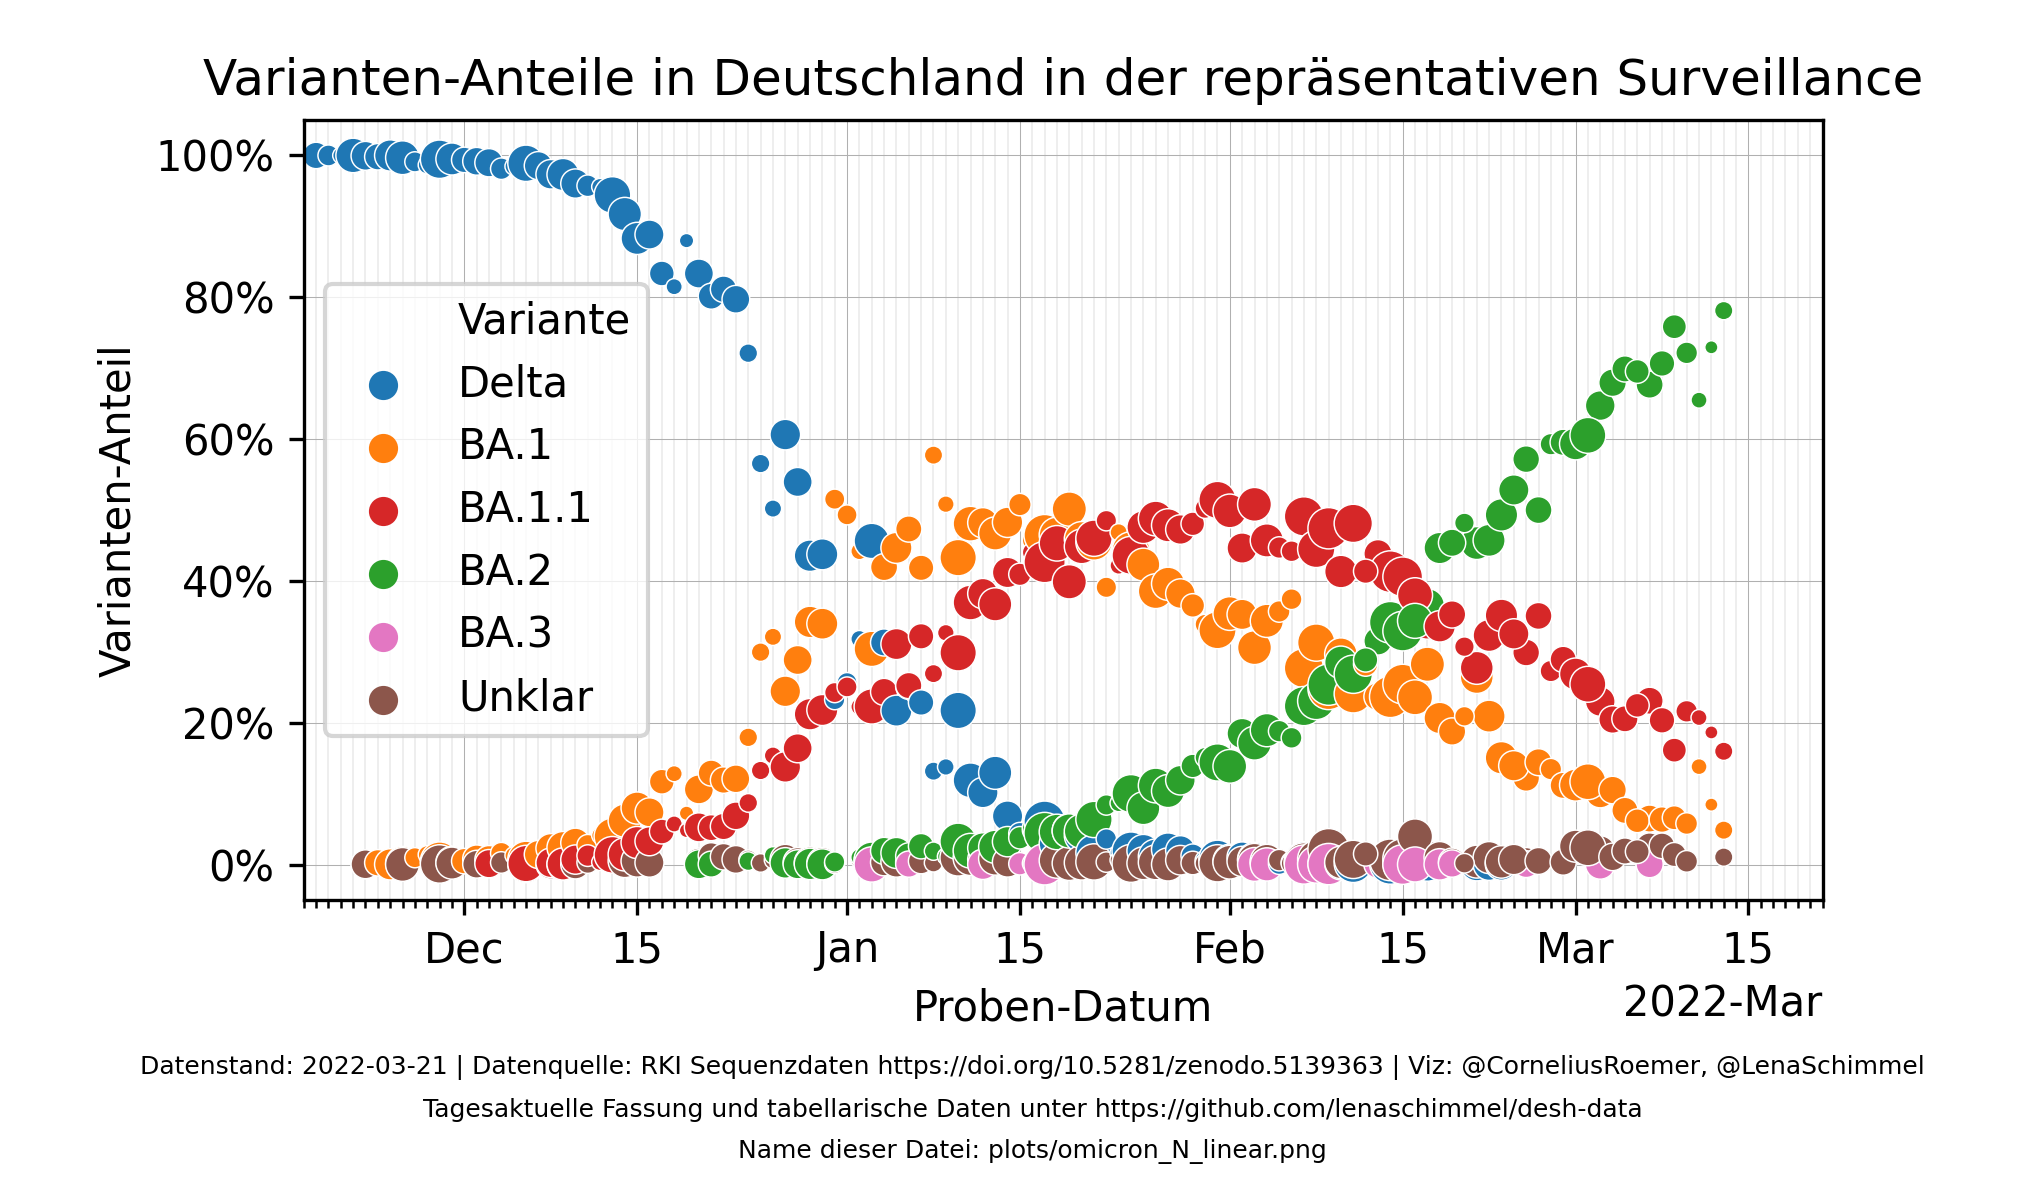 Varianten-Anteile in Deutschland in der repräsentativen Surveillance
Varianten-Anteil
100%
80%
60%
40%
20%
0%
Variante
Delta
BA.1
BA.1.1
BA.2
BA.3
Unklar
Dec 15 Jan 15 Feb 15 Mar 15
Proben-Datum
2022-Mar
Datenstand: 2022-03-21 | Datenquelle: RKI Sequenzdaten https://doi.org/10.5281/zenodo.5139363 | Viz: @CorneliusRoemer, @LenaSchimmel
Tagesaktuelle Fassung und tabellarische Daten unter https://github.com/lenaschimmel/desh-data
Name dieser Datei: plots/omicron_N_linear.png